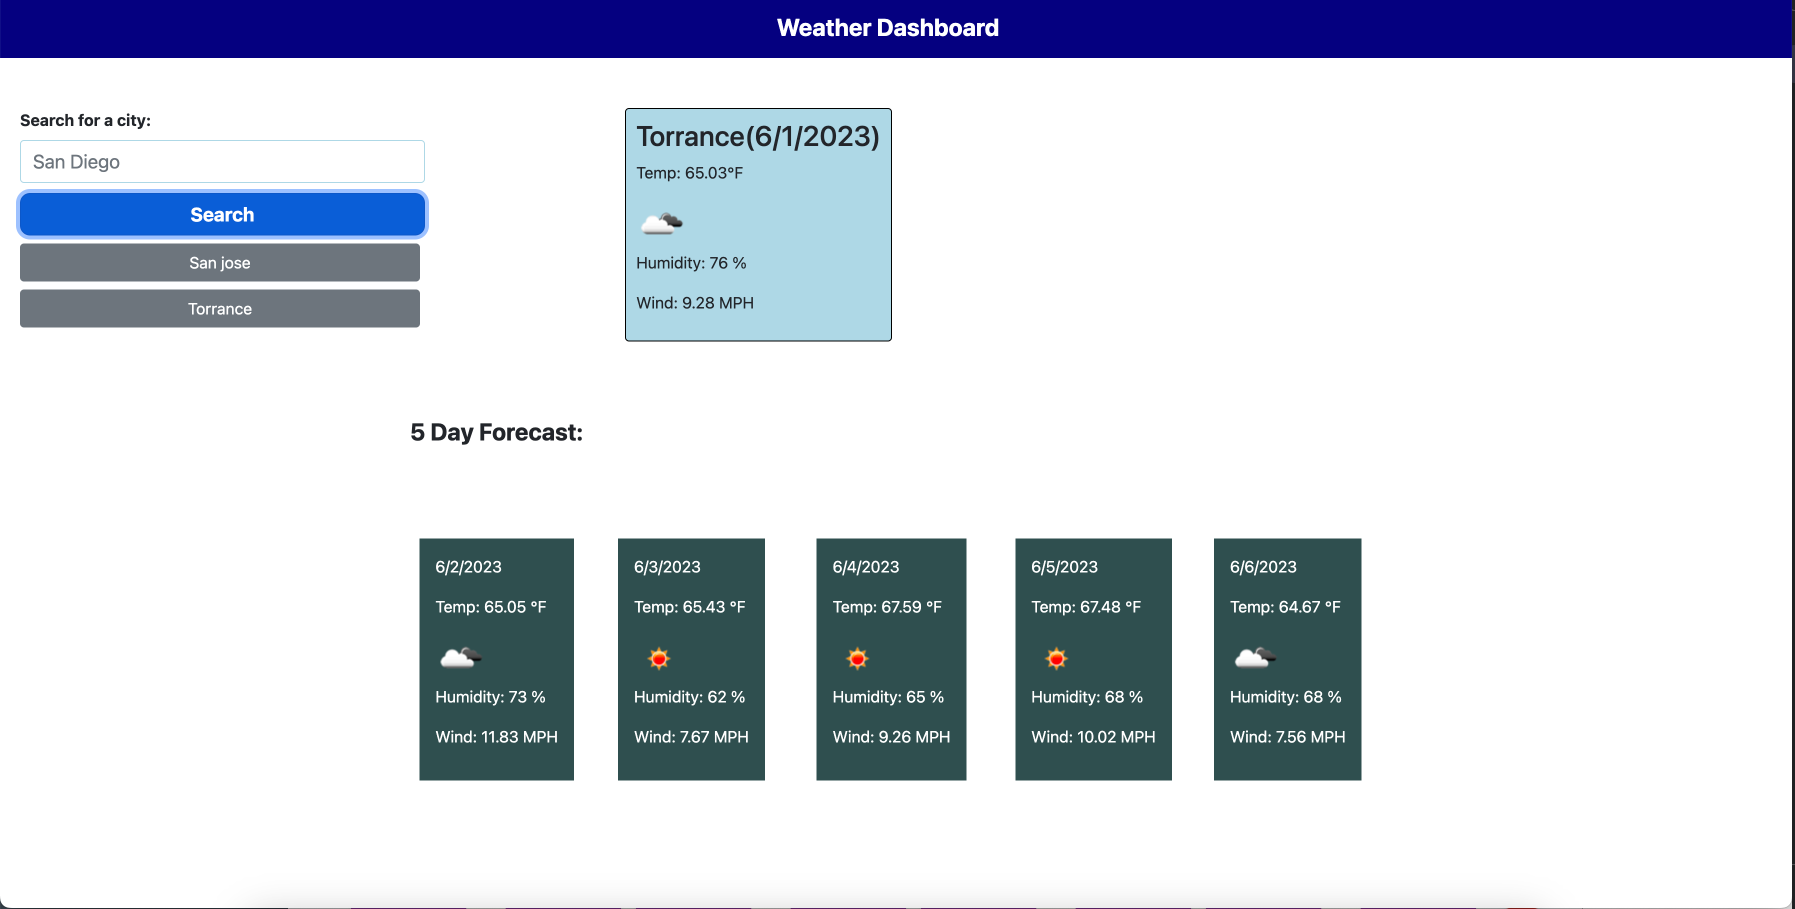 Weather Dashboard
Search for a city:
San Diego
Search
San jose
Torrance
Torrance(6/1/2023)
Temp: 65.03°F
Humidity: 76 %
Wind: 9.28 MPH
5 Day Forecast:
6/2/2023
Temp: 65.05 °F
Humidity: 73 %
Wind: 11.83 MPH
6/3/2023
Temp: 65.43 °F
Humidity: 62 %
Wind: 7.67 MPH
6/4/2023
Temp: 67.59 °F
Humidity: 65 %
Wind: 9.26 MPH
6/5/2023
Temp: 67.48 °F
Humidity: 68 %
Wind: 10.02 MPH
6/6/2023
Temp: 64.67 °F
Humidity: 68 %
Wind: 7.56 MPH